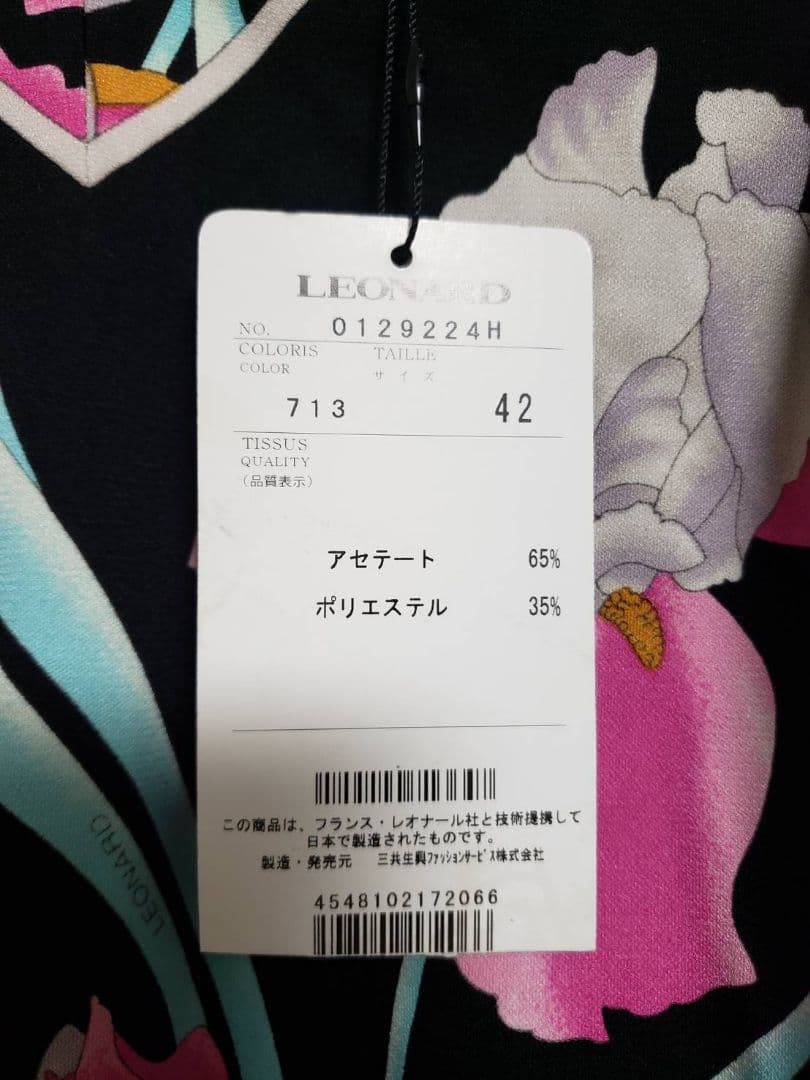 LEONARD
NO. 0129224H
COLORIS TAILLE
COLOR サイズ
713 42
TISSUS
QUALITY
(品質表示)
アセテート 65%
ポリエステル 35%
この商品は、フランス・レオナール社と技術提携して
日本で製造されたものです。
製造・発売元 三共生興ファッションサービス株式会社
4548102172066
LEONARD